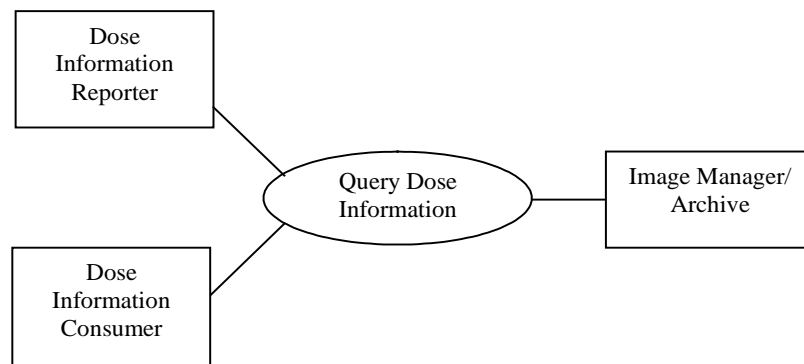 Dose
Information
Reporter
Query Dose
Information
Image Manager/
Archive
Dose
Information
Consumer